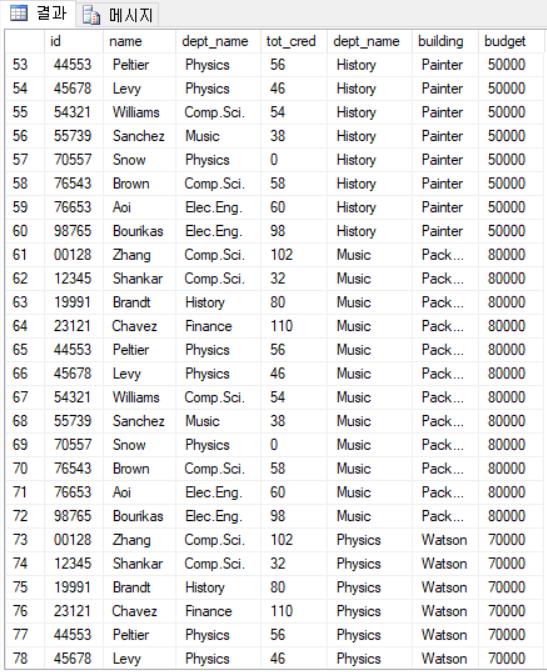 결과 메시지
id name dept_name tot_cred dept_name building budget
53 44553 Peltier Physics 56 History Painter 50000
54 45678 Levy Physics 46 History Painter 50000
55 54321 Williams Comp.Sci. 54 History Painter 50000
56 55739 Sanchez Music 38 History Painter 50000
57 70557 Snow Physics 0 History Painter 50000
58 76543 Brown Comp.Sci. 58 History Painter 50000
59 76653 Aoi Elec.Eng. 60 History Painter 50000
60 98765 Bourikas Elec.Eng. 98 History Painter 50000
61 00128 Zhang Comp.Sci. 102 Music Pack... 80000
62 12345 Shankar Comp.Sci. 32 Music Pack... 80000
63 19991 Brandt History 80 Music Pack... 80000
64 23121 Chavez Finance 110 Music Pack... 80000
65 44553 Peltier Physics 56 Music Pack... 80000
66 45678 Levy Physics 46 Music Pack... 80000
67 54321 Williams Comp.Sci. 54 Music Pack... 80000
68 55739 Sanchez Music 38 Music Pack... 80000
69 70557 Snow Physics 0 Music Pack... 80000
70 76543 Brown Comp.Sci. 58 Music Pack... 80000
71 76653 Aoi Elec.Eng. 60 Music Pack... 80000
72 98765 Bourikas Elec.Eng. 98 Music Pack... 80000
73 00128 Zhang Comp.Sci. 102 Physics Watson 70000
74 12345 Shankar Comp.Sci. 32 Physics Watson 70000
75 19991 Brandt History 80 Physics Watson 70000
76 23121 Chavez Finance 110 Physics Watson 70000
77 44553 Peltier Physics 56 Physics Watson 70000
78 45678 Levy Physics 46 Physics Watson 70000